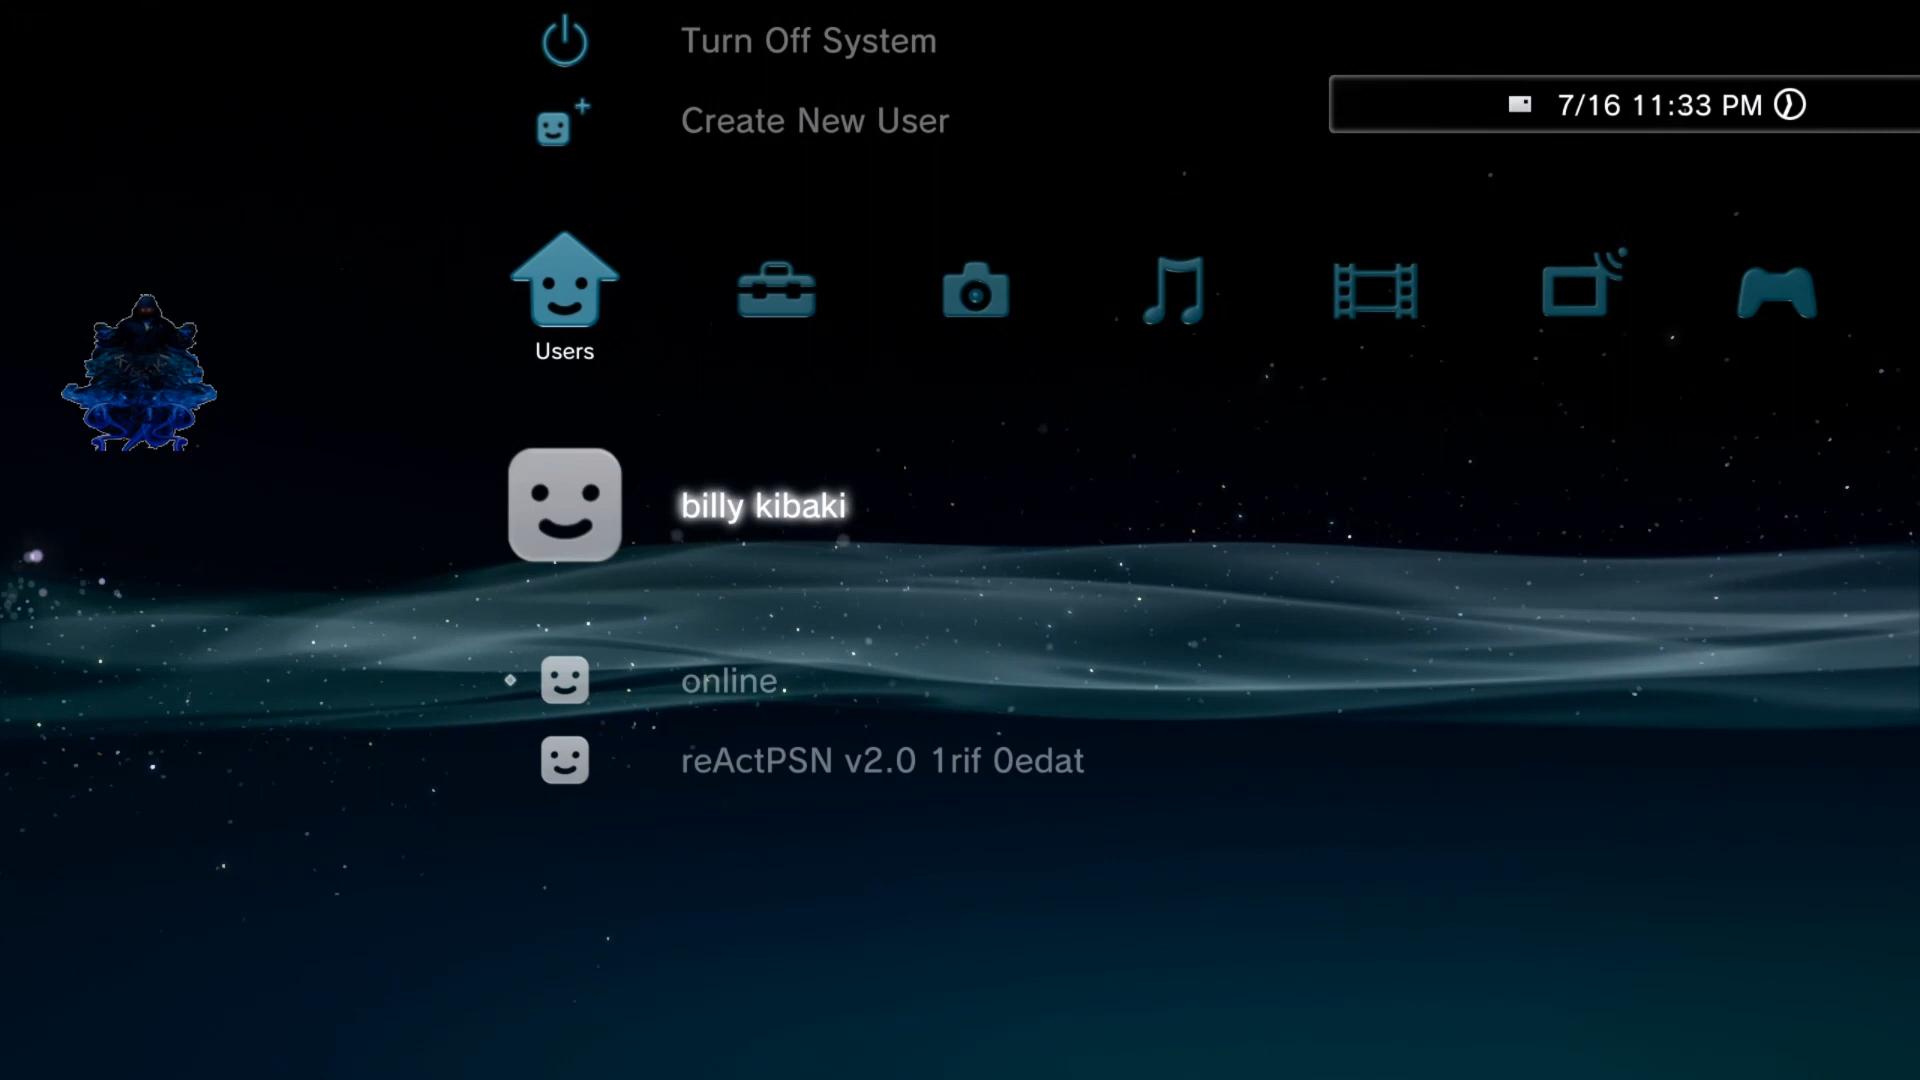 Turn Off System
7/16 11:33 PM
Create New User
Users
billy kibaki
online
reActPSN v2.0 1rif 0edat